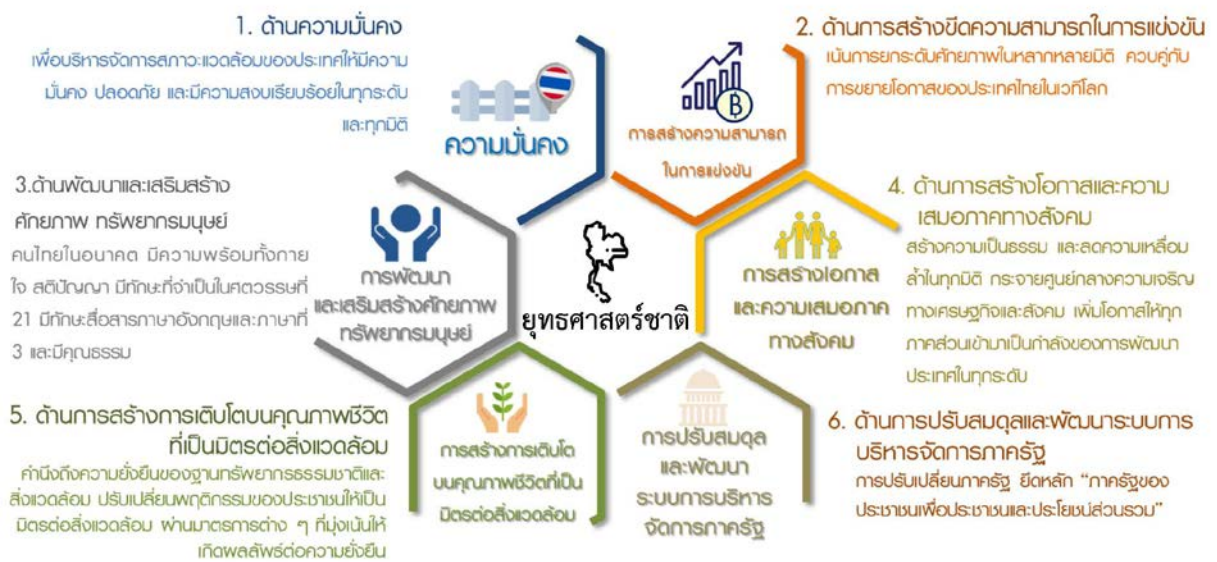 1. ด้านความมั่นคง
เพื่อบริหารจัดการสภาวะแวดล้อมของประเทศให้มีความ
มั่นคง ปลอดภัย และมีความสงบเรียบร้อยในทุกระดับ
และทุกมิติ
ความมั่นคง
การสร้างความสามารถ
ในการแข่งขัน
2. ด้านการสร้างขีดความสามารถในการแข่งขัน
เน้นการยกระดับศักยภาพในหลากหลายมิติ ควบคู่กับ
การขยายโอกาสของประเทศไทยในเวทีโลก
3.ด้านพัฒนาและเสริมสร้าง
ศักยภาพ ทรัพยากรมนุษย์
คนไทยในอนาคต มีความพร้อมทั้งกาย
ใจ สติปัญญา มีทักษะที่จำเป็นในศตวรรษที่
21 มีทักษะสื่อสารภาษาอังกฤษและภาษาที่
3 และมีคุณธรรม
การพัฒนา
และเสริมสร้างศักยภาพ
ทรัพยากรมนุษย์
ยุทธศาสตร์ชาติ
การสร้างโอกาส
และความเสมอภาค
ทางสังคม
4. ด้านการสร้างโอกาสและความ
เสมอภาคทางสังคม
สร้างความเป็นธรรม และลดความเหลื่อม
ล้ำในทุกมิติ กระจายศูนย์กลางความเจริญ
ทางเศรษฐกิจและสังคม เพิ่มโอกาสให้ทุก
ภาคส่วนเข้ามาเป็นกำลังของการพัฒนา
ประเทศในทุกระดับ
5. ด้านการสร้างการเติบโตบนคุณภาพชีวิต
ที่เป็นมิตรต่อสิ่งแวดล้อม
คำนึงถึงความยั่งยืนของฐานทรัพยากรธรรมชาติและ
สิ่งแวดล้อม ปรับเปลี่ยนพฤติกรรมของประชาชนให้เป็น
มิตรต่อสิ่งแวดล้อม ผ่านมาตรการต่าง ๆ ที่มุ่งเน้นให้
เกิดผลลัพธ์ต่อความยั่งยืน
การสร้างการเติบโต
บนคุณภาพชีวิตที่เป็น
มิตรต่อสิ่งแวดล้อม
การปรับสมดุล
และพัฒนา
ระบบการบริหาร
จัดการภาครัฐ
6. ด้านการปรับสมดุลและพัฒนาระบบการ
บริหารจัดการภาครัฐ
การปรับเปลี่ยนภาครัฐ ยึดหลัก “ภาครัฐของ
ประชาชนเพื่อประชาชนและประโยชน์ส่วนรวม”